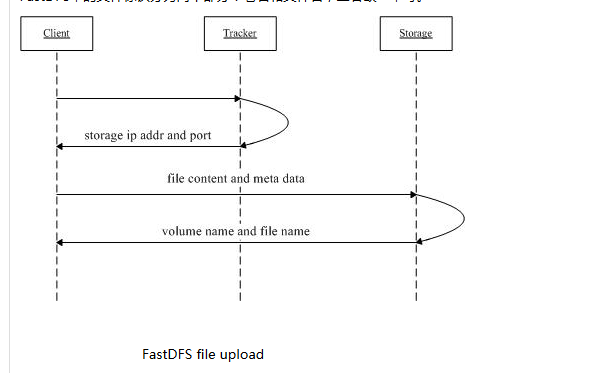 Client
Tracker
Storage
storage ip addr and port
file content and meta data
volume name and file name
FastDFS file upload